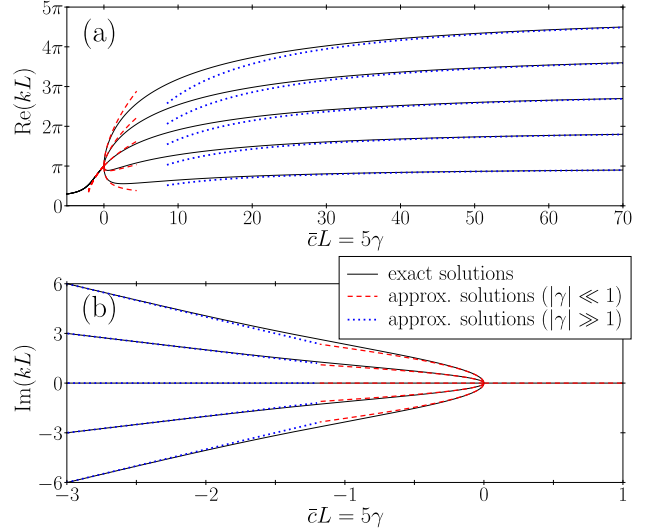 (a)
Re(kL)
5π
4π
3π
2π
π
0
0 10 20 30 40 50 60 70
c̄L = 5γ
(b)
exact solutions
approx. solutions (|γ| ≪ 1)
approx. solutions (|γ| ≫ 1)
Im(kL)
6
3
0
−3
−6
−3 −2 −1 0 1
c̄L = 5γ